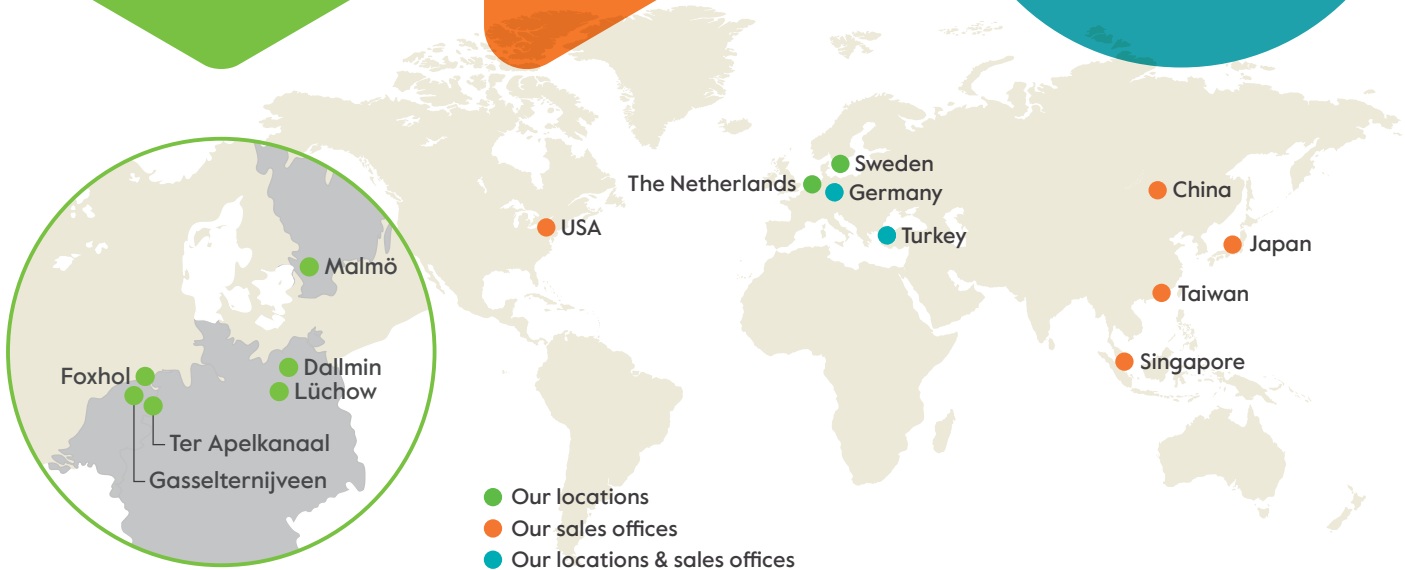 Sweden
The Netherlands
Germany
China
USA
Turkey
Japan
Malmö
Taiwan
Singapore
Foxhol
Dallmin
Lüchow
Ter Apelkanaal
Gasselternijveen
Our locations
Our sales offices
Our locations & sales offices